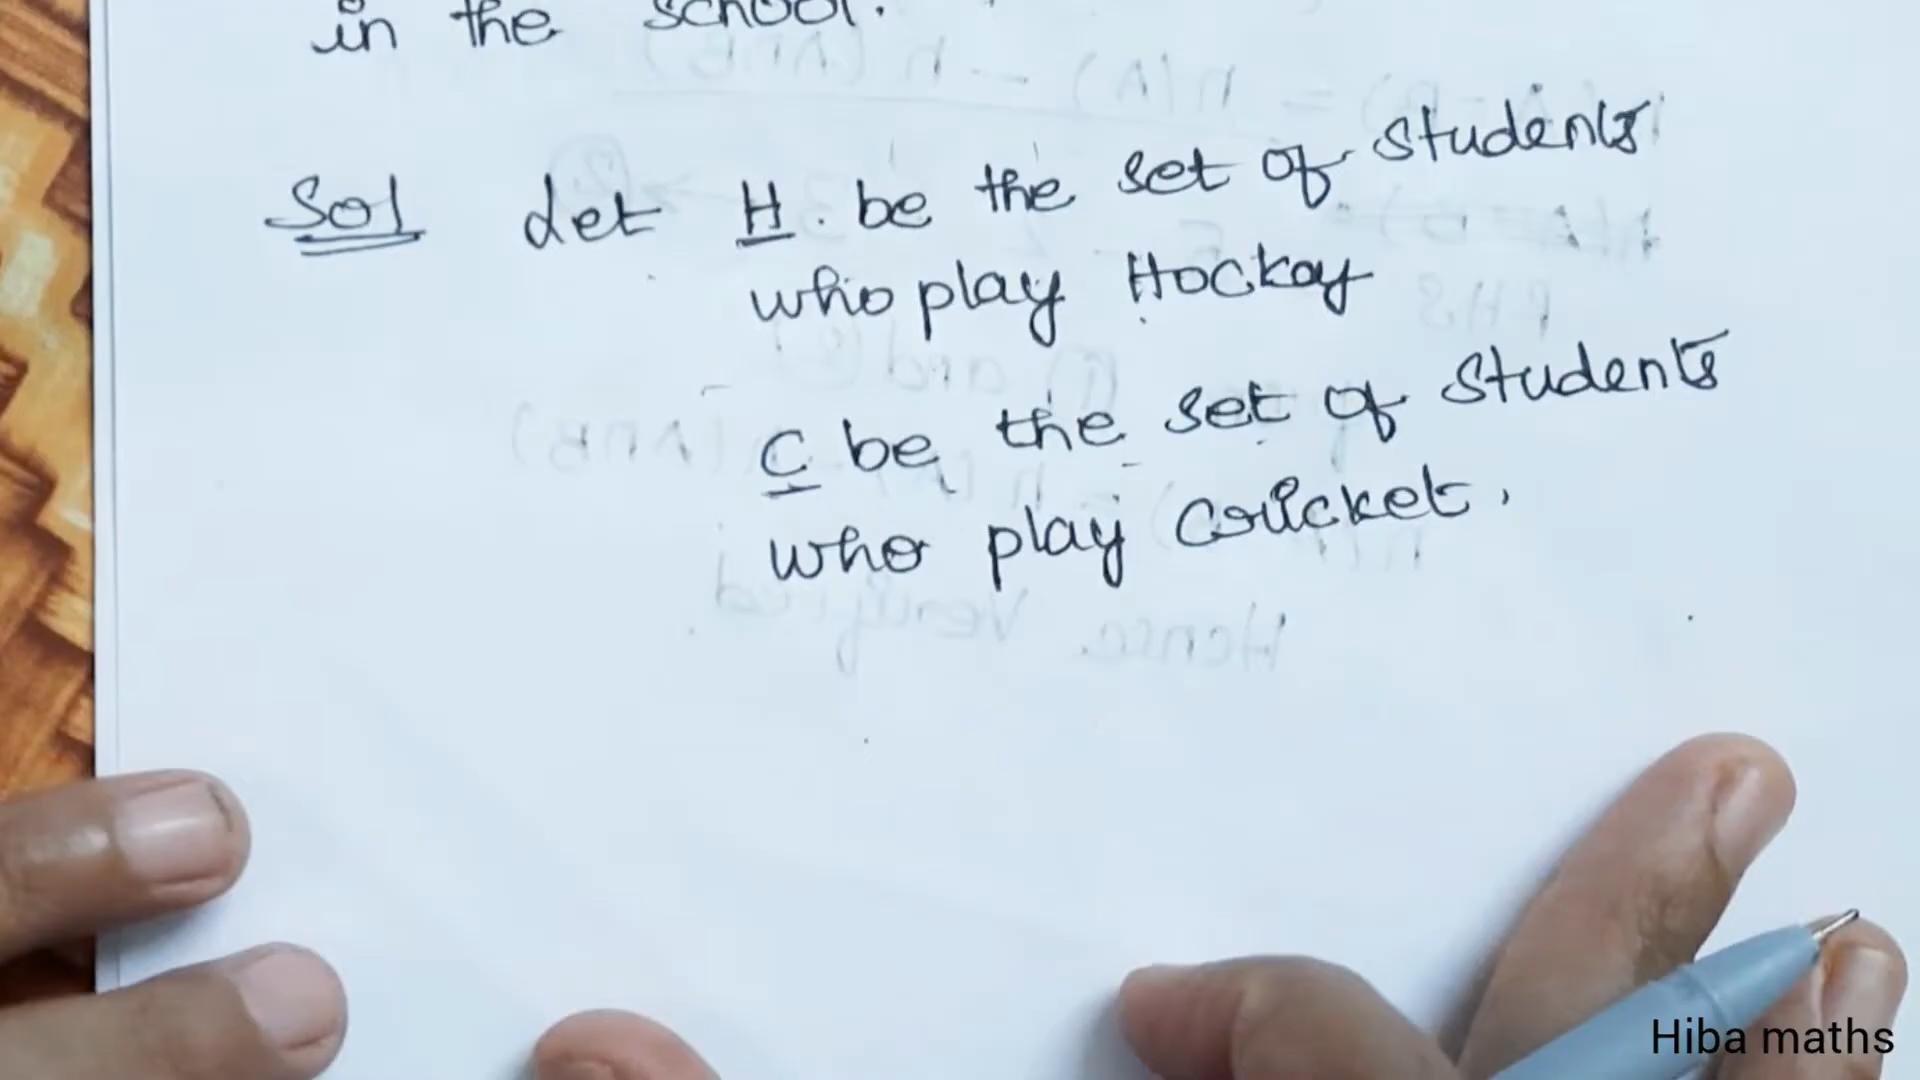 in the school.
Sol Let H be the set of students
who play Hockey
C be the set of students
who play Cricket.
Hiba maths